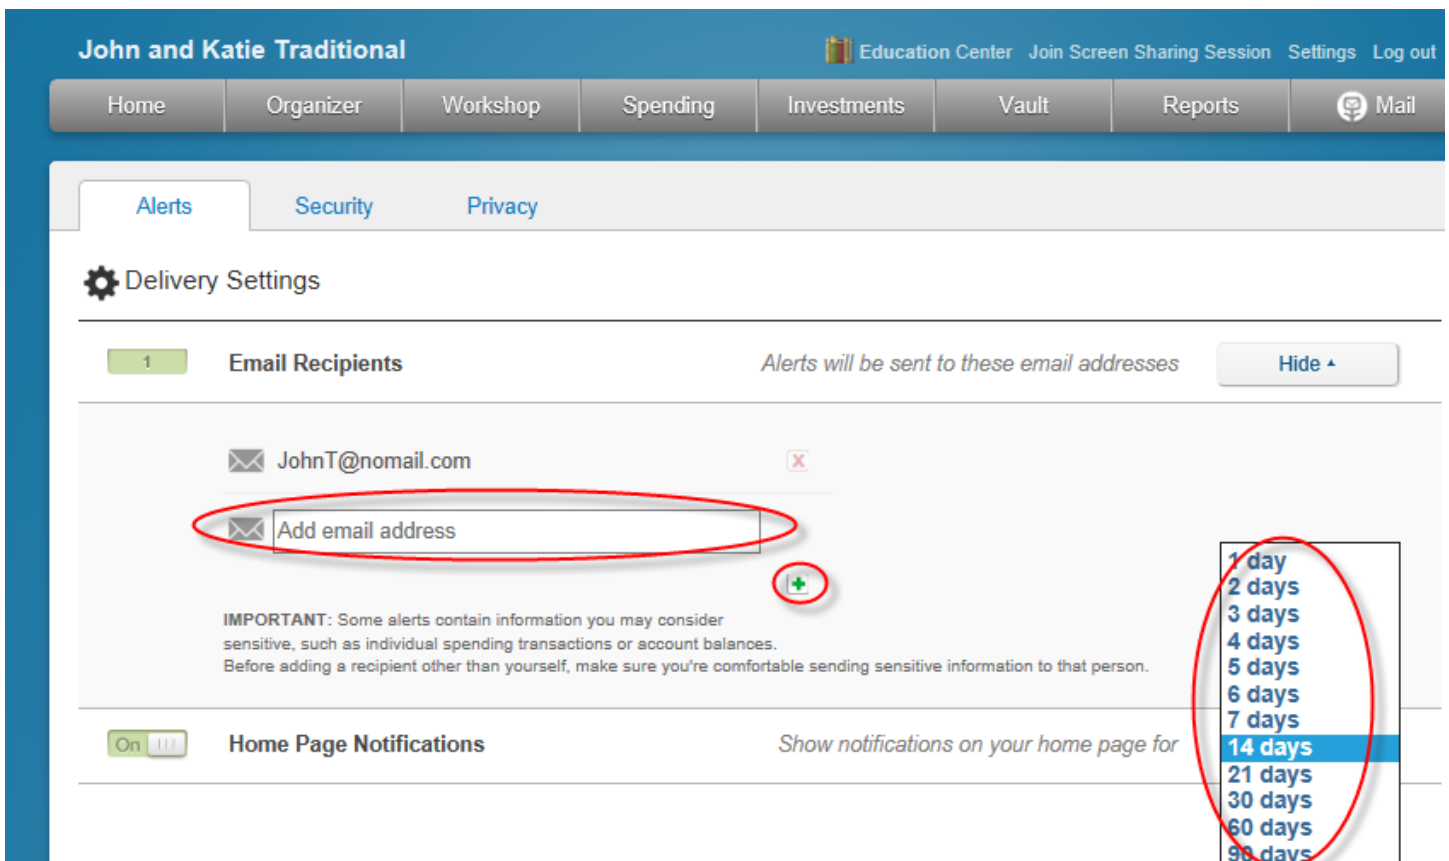 John and Katie Traditional
Education Center Join Screen Sharing Session Settings Log out
Home Organizer Workshop Spending Investments Vault Reports Mail
Alerts Security Privacy
Delivery Settings
1 Email Recipients Alerts will be sent to these email addresses Hide
JohnT@nomail.com
Add email address
IMPORTANT: Some alerts contain information you may consider
sensitive, such as individual spending transactions or account balances.
Before adding a recipient other than yourself, make sure you're comfortable sending sensitive information to that person.
On Home Page Notifications Show notifications on your home page for
1 day
2 days
3 days
4 days
5 days
6 days
7 days
14 days
21 days
30 days
60 days
90 days